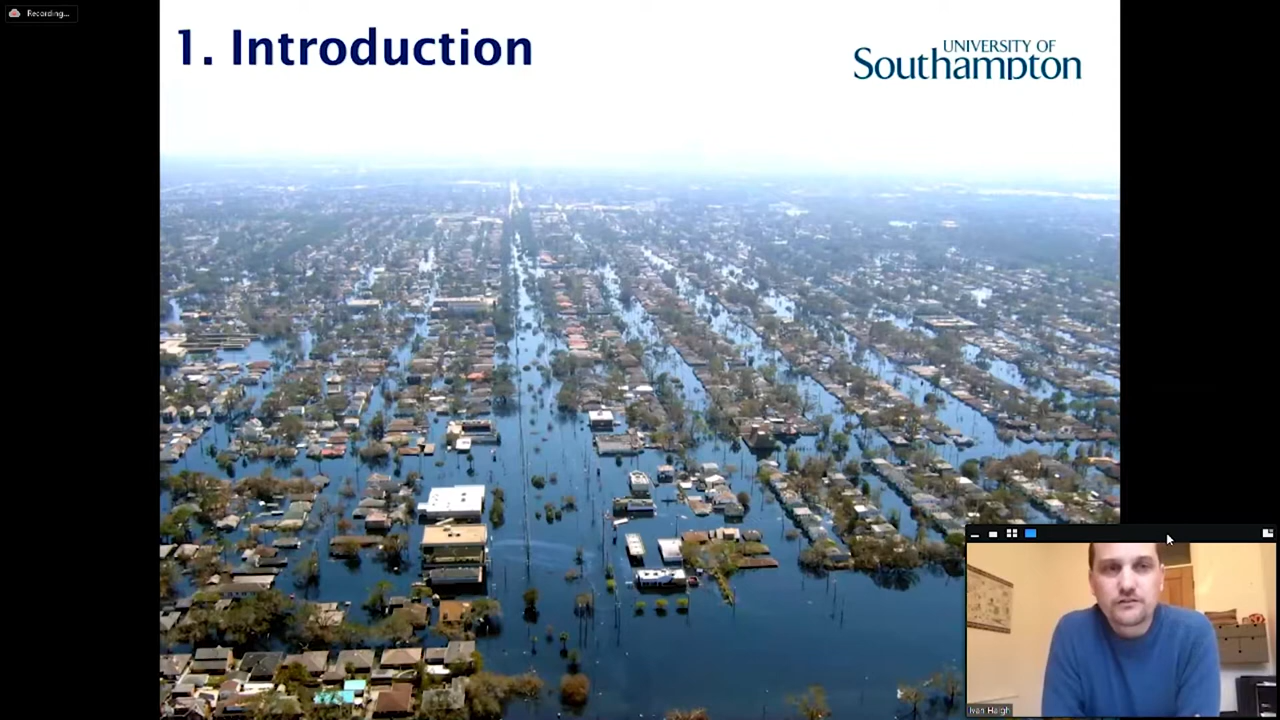 Recording...
1. Introduction
UNIVERSITY OF
Southampton
Ivan Haigh